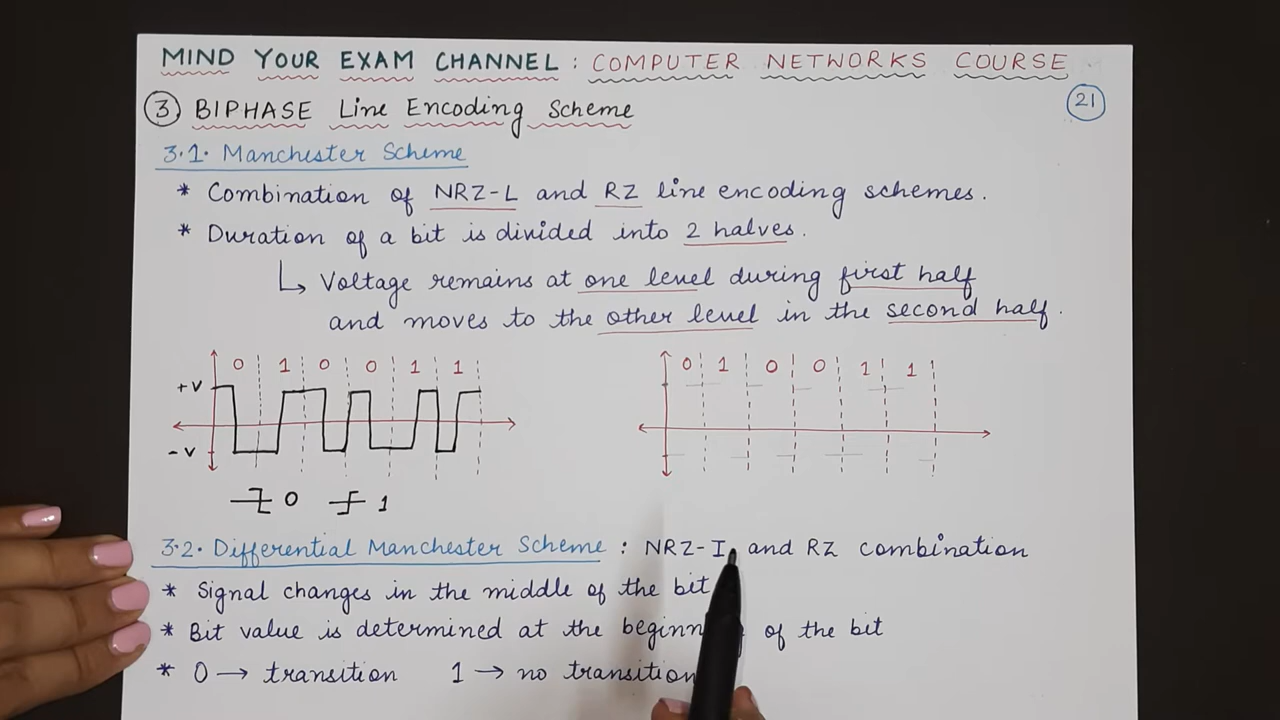 MIND YOUR EXAM CHANNEL : COMPUTER NETWORKS COURSE
21
3 BIPHASE Line Encoding Scheme
3.1. Manchester Scheme
* Combination of NRZ-L and RZ line encoding schemes.
* Duration of a bit is divided into 2 halves.
↳ Voltage remains at one level during first half
and moves to the other level in the second half.
0 1 0 0 1 1
+V
-V
0 1
0 1 0 0 1 1
3.2. Differential Manchester Scheme : NRZ-I and RZ combination
* Signal changes in the middle of the bit
* Bit value is determined at the of the bit
* 0 → transition 1 → no transition